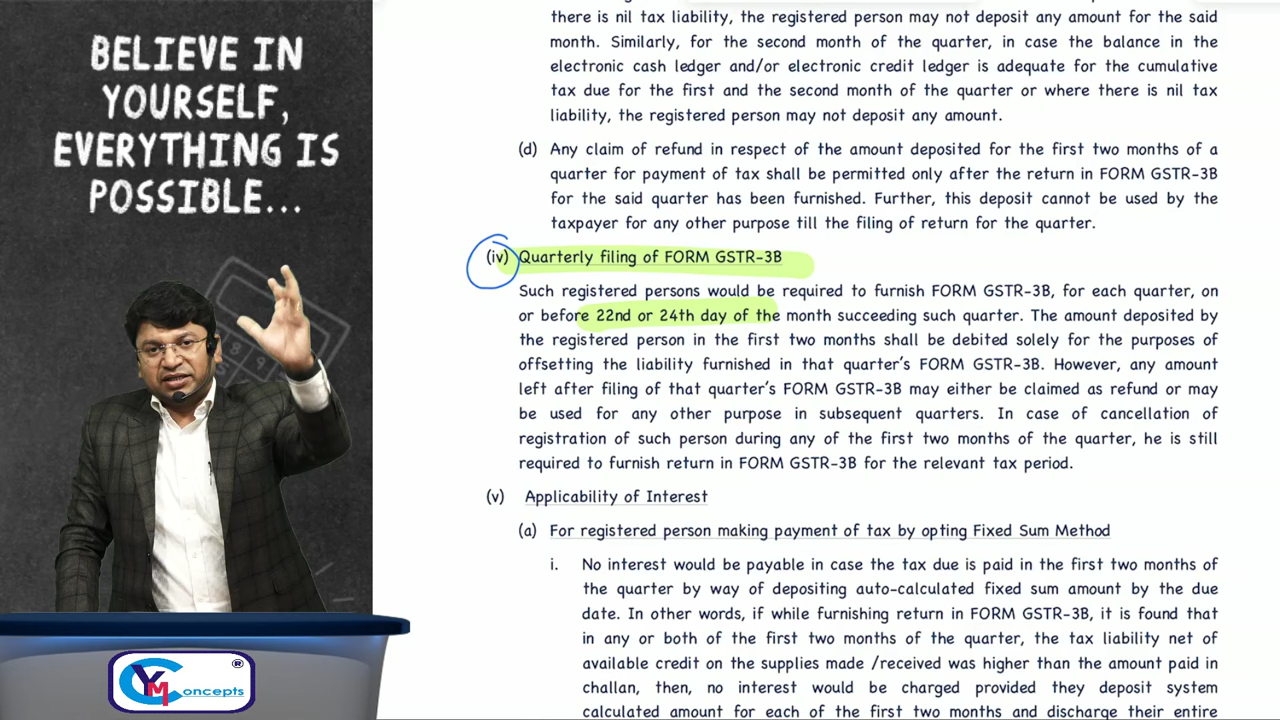 BELIEVE IN
YOURSELF,
EVERYTHING IS
POSSIBLE...
there is nil tax liability, the registered person may not deposit any amount for the said
month. Similarly, for the second month of the quarter, in case the balance in the
electronic cash ledger and/or electronic credit ledger is adequate for the cumulative
tax due for the first and the second month of the quarter or where there is nil tax
liability, the registered person may not deposit any amount.
(d) Any claim of refund in respect of the amount deposited for the first two months of a
quarter for payment of tax shall be permitted only after the return in FORM GSTR-3B
for the said quarter has been furnished. Further, this deposit cannot be used by the
taxpayer for any other purpose till the filing of return for the quarter.
(iv) Quarterly filing of FORM GSTR-3B
Such registered persons would be required to furnish FORM GSTR-3B, for each quarter, on
or before 22nd or 24th day of the month succeeding such quarter. The amount deposited by
the registered person in the first two months shall be debited solely for the purposes of
offsetting the liability furnished in that quarter's FORM GSTR-3B. However, any amount
left after filing of that quarter's FORM GSTR-3B may either be claimed as refund or may
be used for any other purpose in subsequent quarters. In case of cancellation of
registration of such person during any of the first two months of the quarter, he is still
required to furnish return in FORM GSTR-3B for the relevant tax period.
(v) Applicability of Interest
(a) For registered person making payment of tax by opting Fixed Sum Method
i. No interest would be payable in case the tax due is paid in the first two months of
the quarter by way of depositing auto-calculated fixed sum amount by the due
date. In other words, if while furnishing return in FORM GSTR-3B, it is found that
in any or both of the first two months of the quarter, the tax liability net of
available credit on the supplies made /received was higher than the amount paid in
challan, then, no interest would be charged provided they deposit system
calculated amount for each of the first two months and discharge their entire
CYM Concepts ®